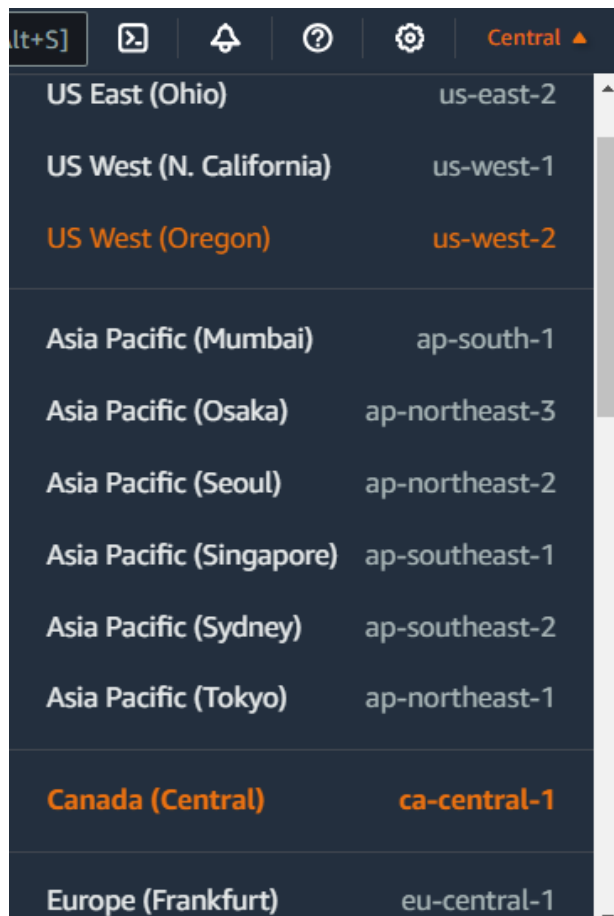 lt+S]
Central
US East (Ohio) us-east-2
US West (N. California) us-west-1
US West (Oregon) us-west-2
Asia Pacific (Mumbai) ap-south-1
Asia Pacific (Osaka) ap-northeast-3
Asia Pacific (Seoul) ap-northeast-2
Asia Pacific (Singapore) ap-southeast-1
Asia Pacific (Sydney) ap-southeast-2
Asia Pacific (Tokyo) ap-northeast-1
Canada (Central) ca-central-1
Europe (Frankfurt) eu-central-1